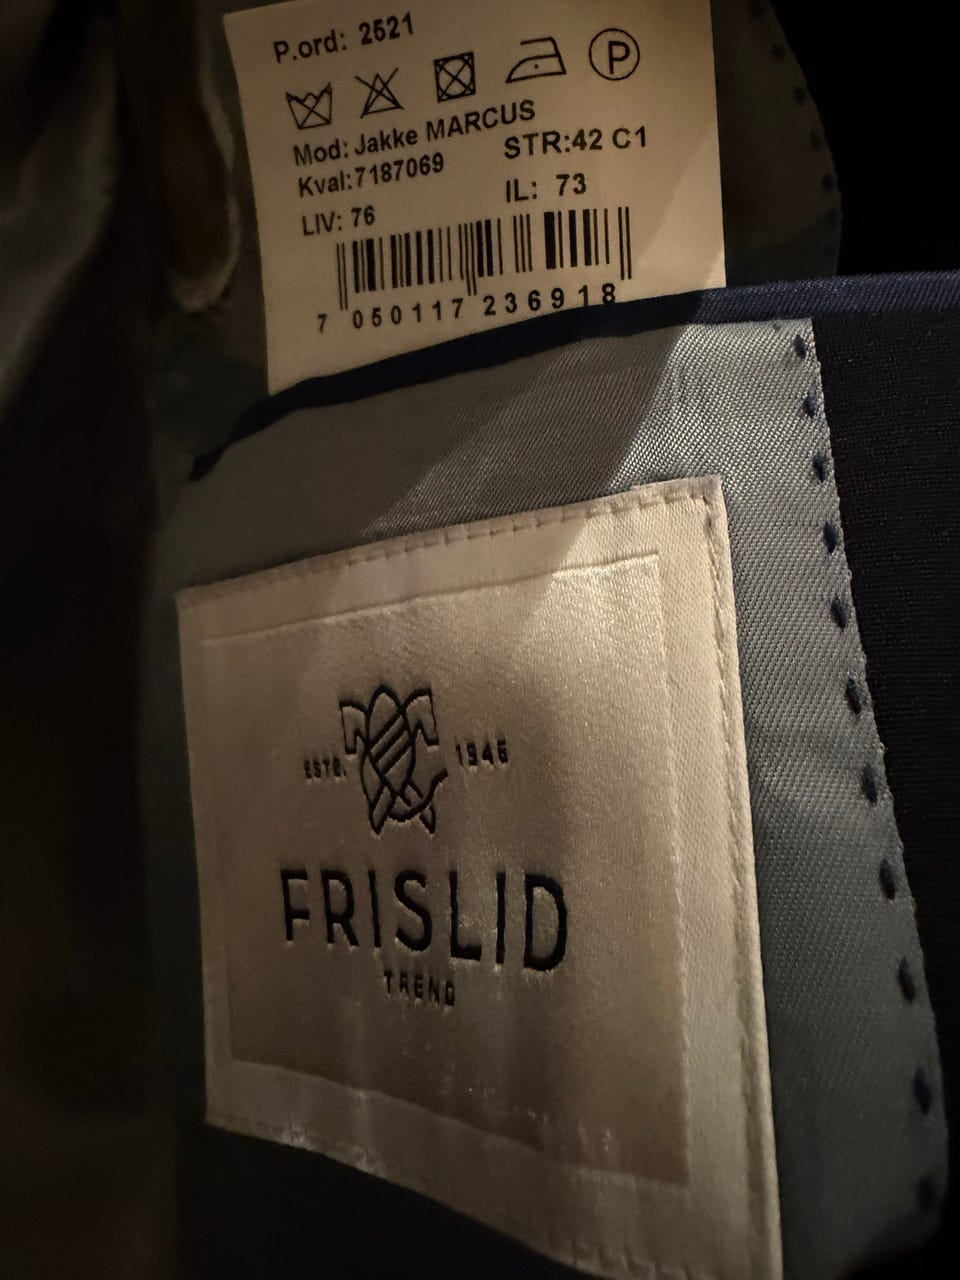 P.ord: 2521
P
Mod: Jakke MARCUS
Kval:7187069 STR:42 C1
LIV: 76 IL: 73
7 050117 236918
ESTD. 1946
FRISLID
TREND